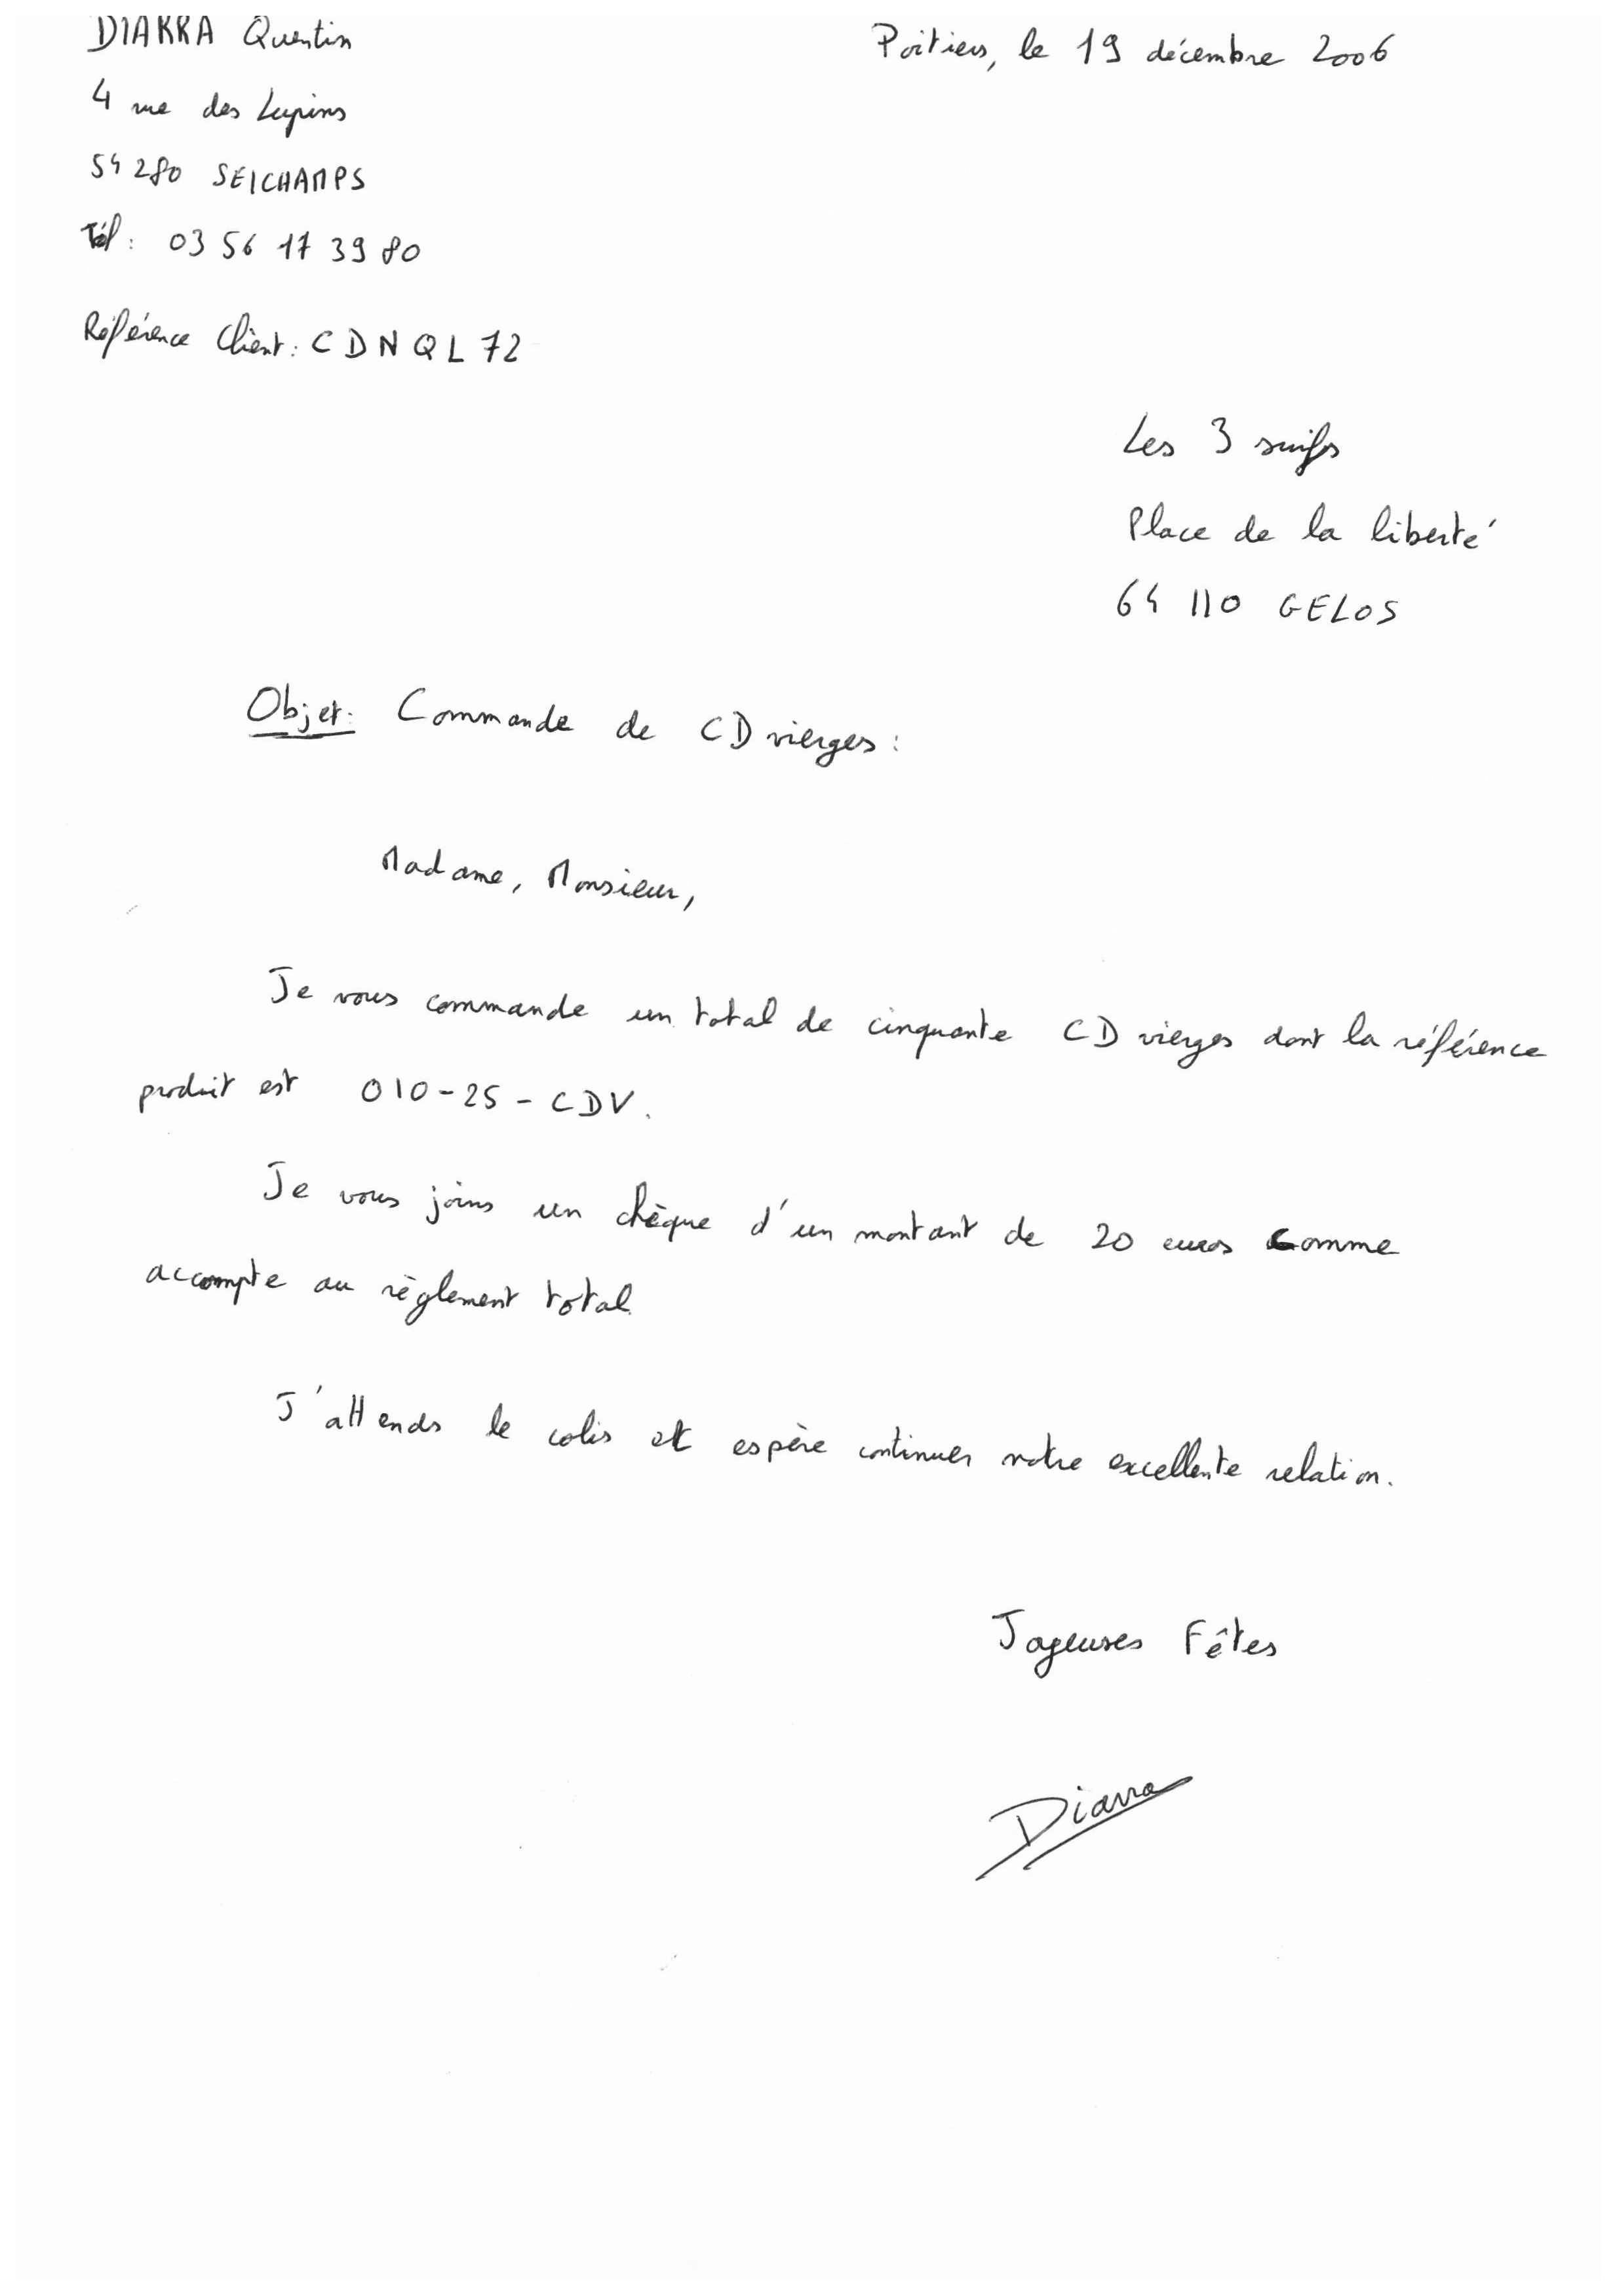 DIARRA Quentin
Poitiers, le 19 décembre 2006
4 rue des Lupins
54 280 SEICHAMPS
Tél : 03 56 17 39 80
Référence Client : CDNQL72
Les 3 suifs
Place de la liberté
64 110 GELOS
Objet : Commande de CD vierges :
Madame, Monsieur,
Je vous commande un total de cinquante CD vierges dont la référence
produit est 010-25-CDV.
Je vous joins un chèque d'un montant de 20 euros comme
accompte au règlement total.
J'attends le colis et espère continuer notre excellente relation.
Joyeuses Fêtes
Diarra